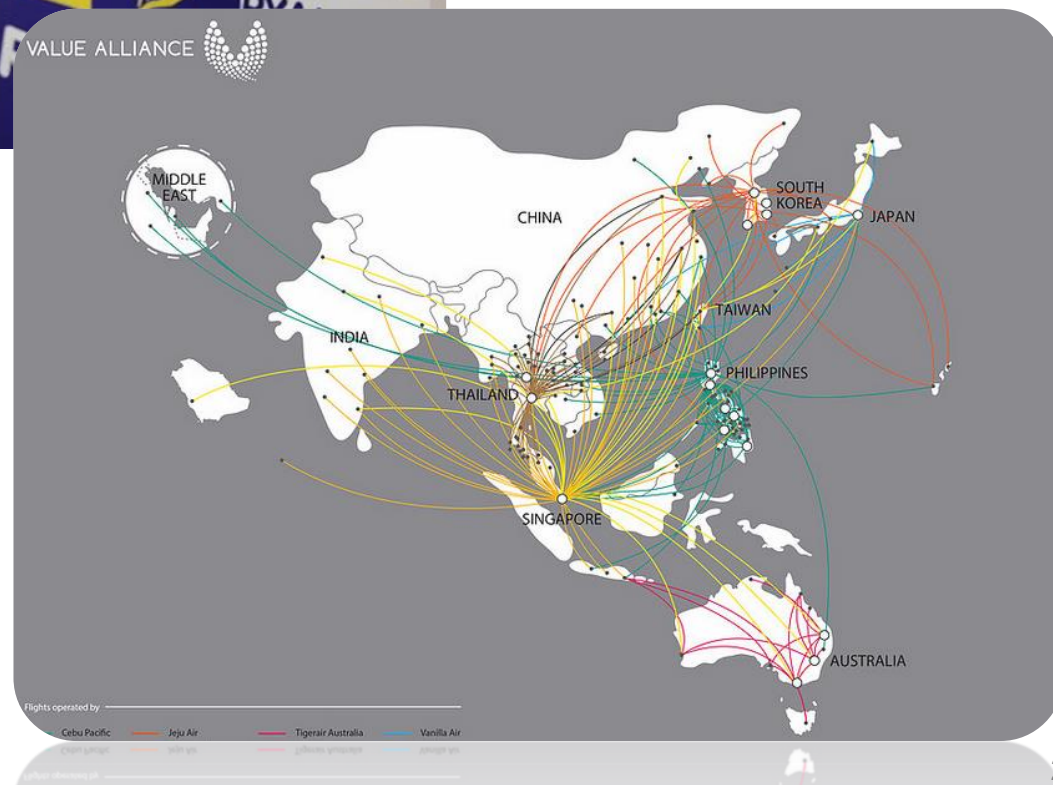 VALUE ALLIANCE
MIDDLE
EAST
CHINA
SOUTH
KOREA
JAPAN
TAIWAN
INDIA
PHILIPPINES
THAILAND
SINGAPORE
AUSTRALIA
Flights operated by
Cebu Pacific
Jeju Air
Tigerair Australia
Vanilla Air